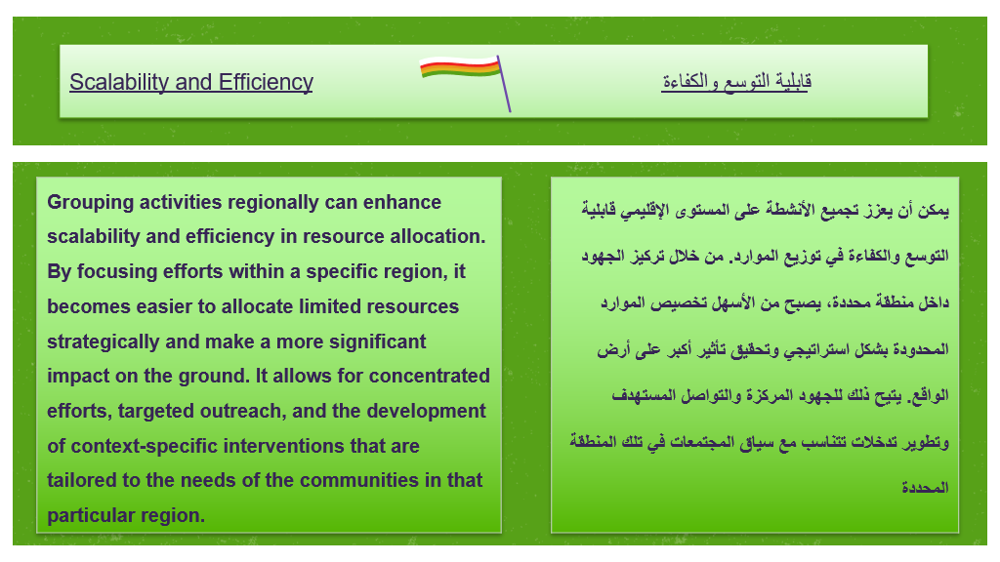 Scalability and Efficiency
قابلية التوسع والكفاءة
Grouping activities regionally can enhance
scalability and efficiency in resource allocation.
By focusing efforts within a specific region, it
becomes easier to allocate limited resources
strategically and make a more significant
impact on the ground. It allows for concentrated
efforts, targeted outreach, and the development
of context-specific interventions that are
tailored to the needs of the communities in that
particular region.
يمكن أن يعزز تجميع الأنشطة على المستوى الإقليمي قابلية
التوسع والكفاءة في توزيع الموارد. من خلال تركيز الجهود
داخل منطقة محددة، يصبح من الأسهل تخصيص الموارد
المحدودة بشكل استراتيجي وتحقيق تأثير أكبر على أرض
الواقع. يتيح ذلك للجهود المركزة والتواصل المستهدف
وتطوير تدخلات تتناسب مع سياق المجتمعات في تلك المنطقة
المحددة